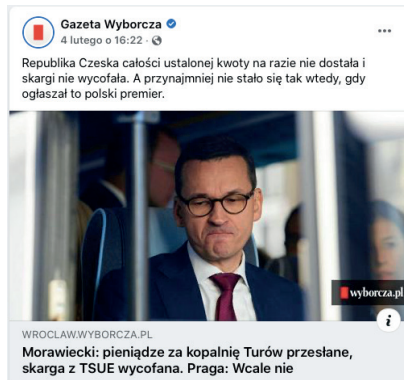 Gazeta Wyborcza
4 lutego o 16:22 ·
Republika Czeska całości ustalonej kwoty na razie nie dostała i
skargi nie wycofała. A przynajmniej nie stało się tak wtedy, gdy
ogłaszał to polski premier.
wyborcza.pl
i
WROCLAW.WYBORCZA.PL
Morawiecki: pieniądze za kopalnię Turów przesłane,
skarga z TSUE wycofana. Praga: Wcale nie